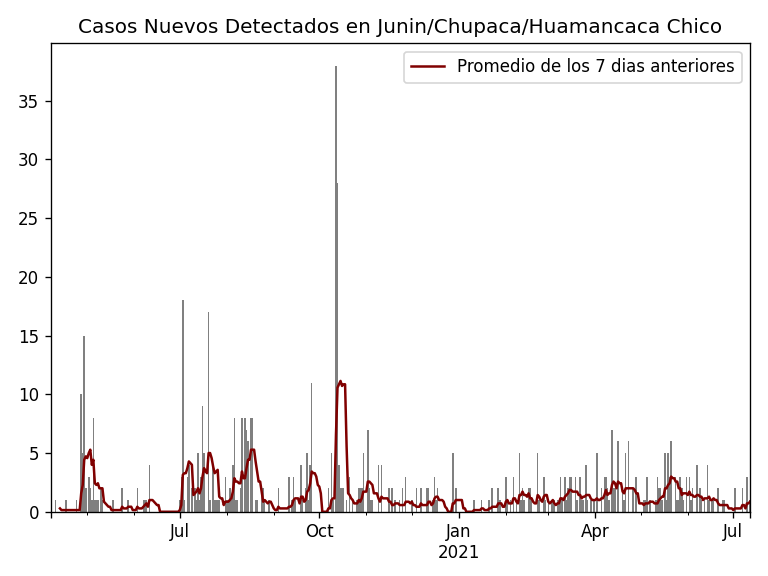 Casos Nuevos Detectados en Junin/Chupaca/Huamancaca Chico
Promedio de los 7 dias anteriores
35
30
25
20
15
10
5
0
Jul
Oct
Jan
Apr
Jul
2021